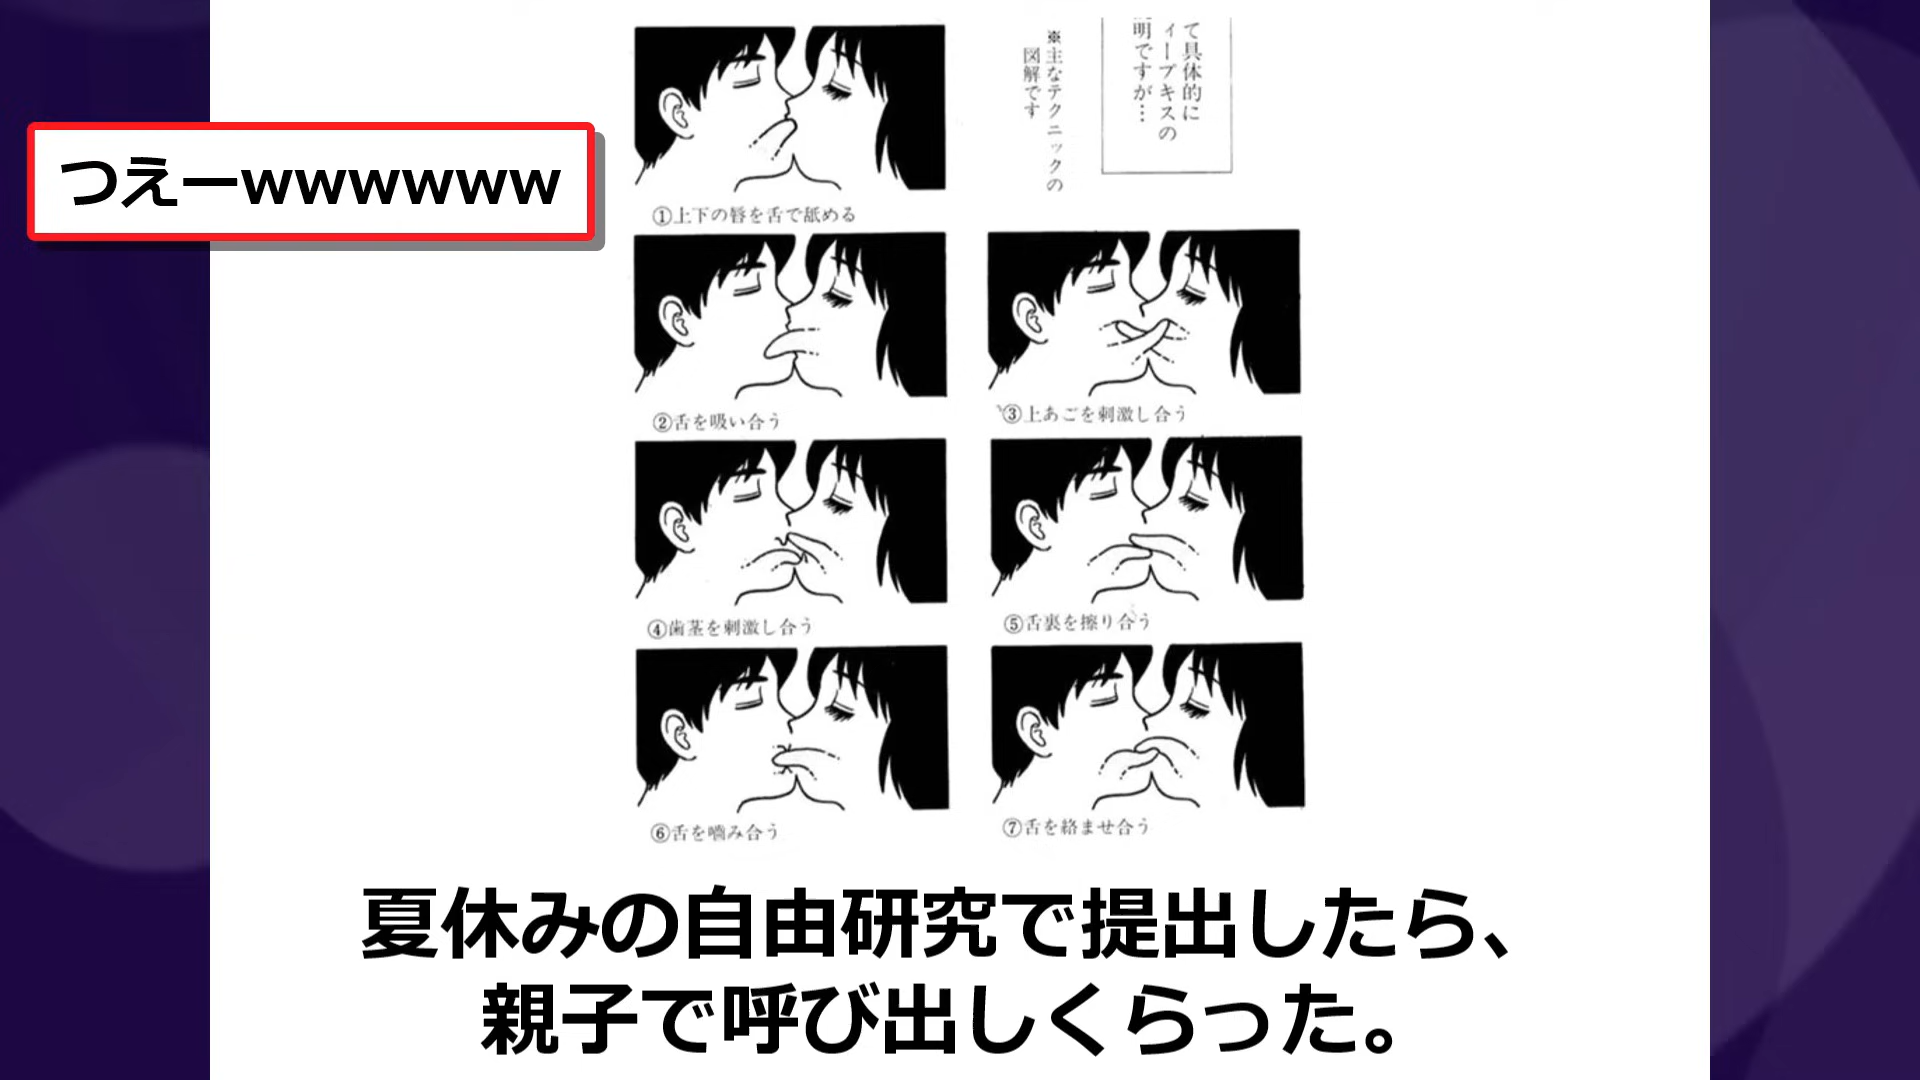 つえーwwwwwww
て具体的に
ィープキスの
明ですが…
※主なテクニックの
図解です
①上下の唇を舌で舐める
②舌を吸い合う
③上あごを刺激し合う
④歯茎を刺激し合う
⑤舌裏を擦り合う
⑥舌を嚙み合う
⑦舌を絡ませ合う
夏休みの自由研究で提出したら、
親子で呼び出しくらった。